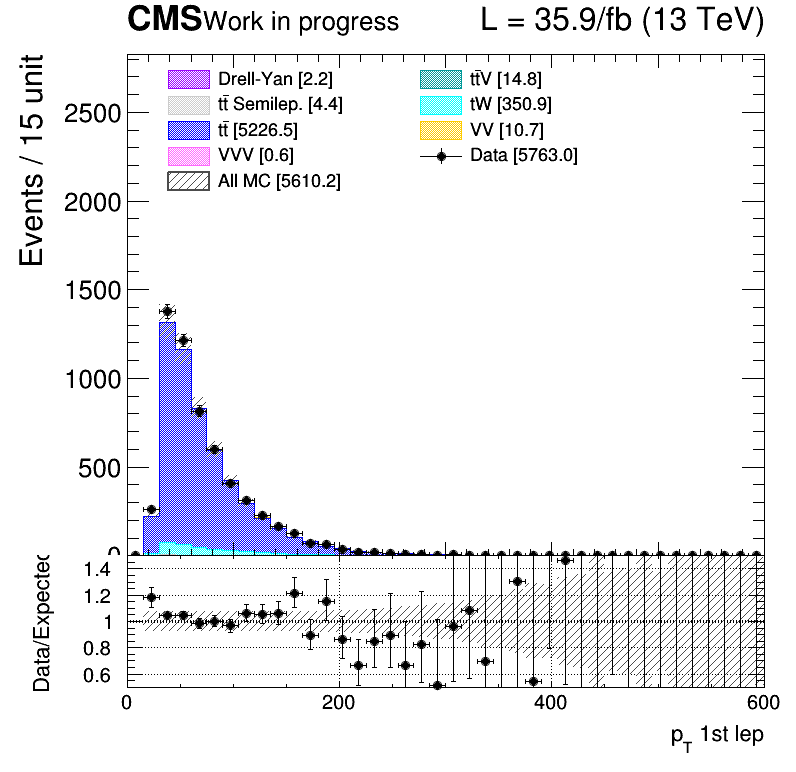 CMS Work in progress L = 35.9/fb (13 TeV)
Events / 15 unit
Drell-Yan [2.2]
tt̄ Semilep. [4.4]
tt̄ [5226.5]
VVV [0.6]
All MC [5610.2]
tt̄V [14.8]
tW [350.9]
VV [10.7]
Data [5763.0]
2500
2000
1500
1000
500
0
Data/Expected
1.4
1.2
1
0.8
0.6
0 200 400 600
p_T 1st lep